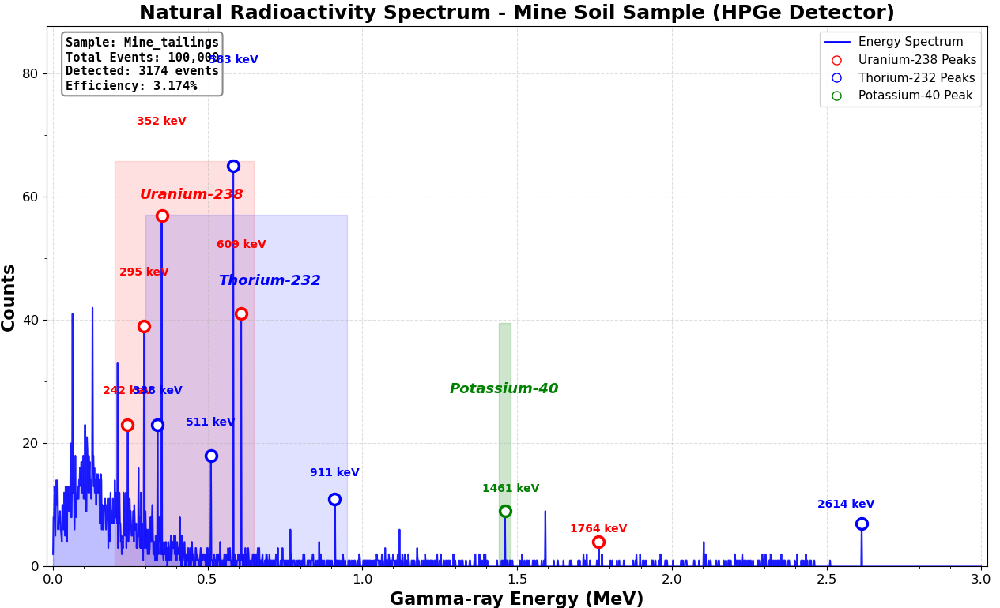 Natural Radioactivity Spectrum - Mine Soil Sample (HPGe Detector)
Sample: Mine_tailings
Total Events: 100,000
Detected: 3174 events
Efficiency: 3.174%
Energy Spectrum
Uranium-238 Peaks
Thorium-232 Peaks
Potassium-40 Peak
583 keV
352 keV
Uranium-238
609 keV
295 keV
Thorium-232
242 keV
338 keV
Potassium-40
511 keV
911 keV
1461 keV
2614 keV
1764 keV
80
60
40
20
0
Counts
0.0 0.5 1.0 1.5 2.0 2.5 3.0
Gamma-ray Energy (MeV)